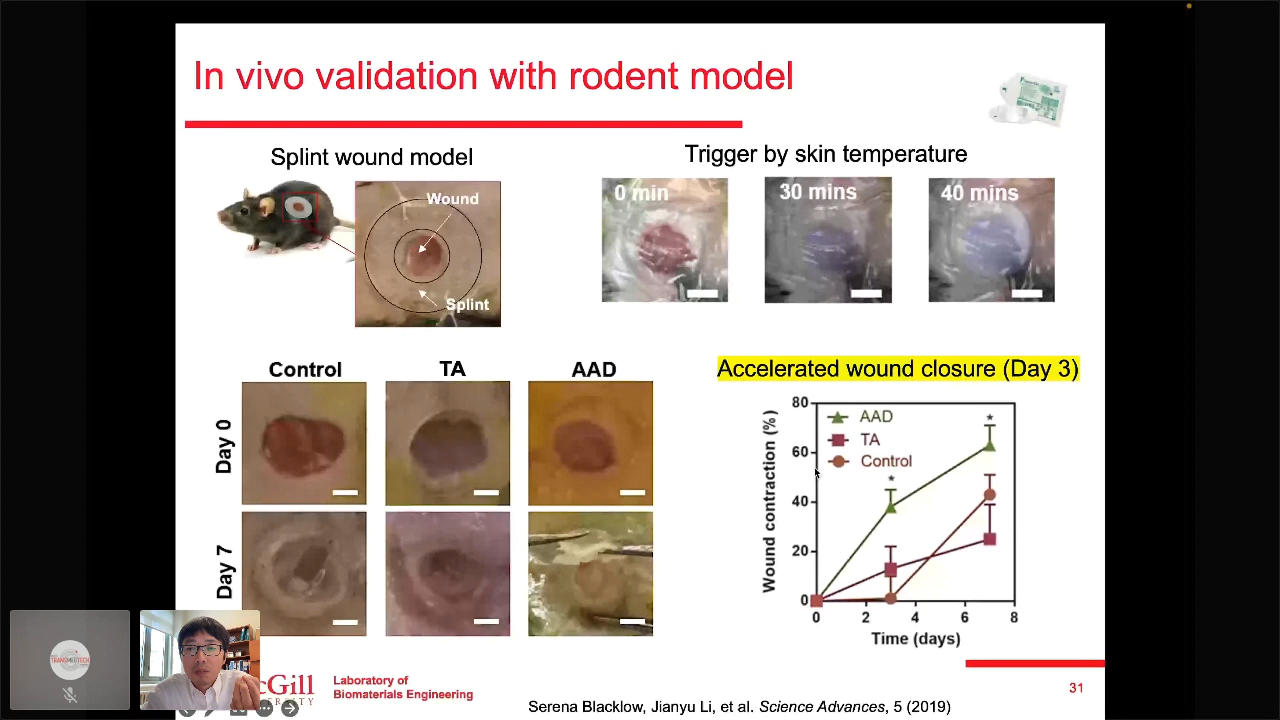 In vivo validation with rodent model
Splint wound model
Trigger by skin temperature
Wound
Splint
0 min
30 mins
40 mins
Control
TA
AAD
Day 0
Day 7
Accelerated wound closure (Day 3)
Wound contraction (%)
80
60
40
20
0
AAD
TA
Control
*
*
0
2
4
6
8
Time (days)
TRANSMEDTECH
Gill
Laboratory of
Biomaterials Engineering
Serena Blacklow, Jianyu Li, et al. Science Advances, 5 (2019)
31